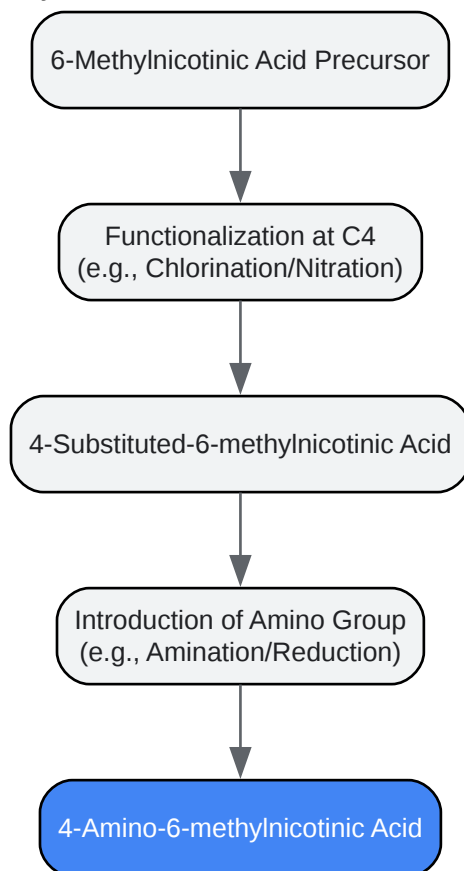 6-Methylnicotinic Acid Precursor
Functionalization at C4
(e.g., Chlorination/Nitration)
4-Substituted-6-methylnicotinic Acid
Introduction of Amino Group
(e.g., Amination/Reduction)
4-Amino-6-methylnicotinic Acid